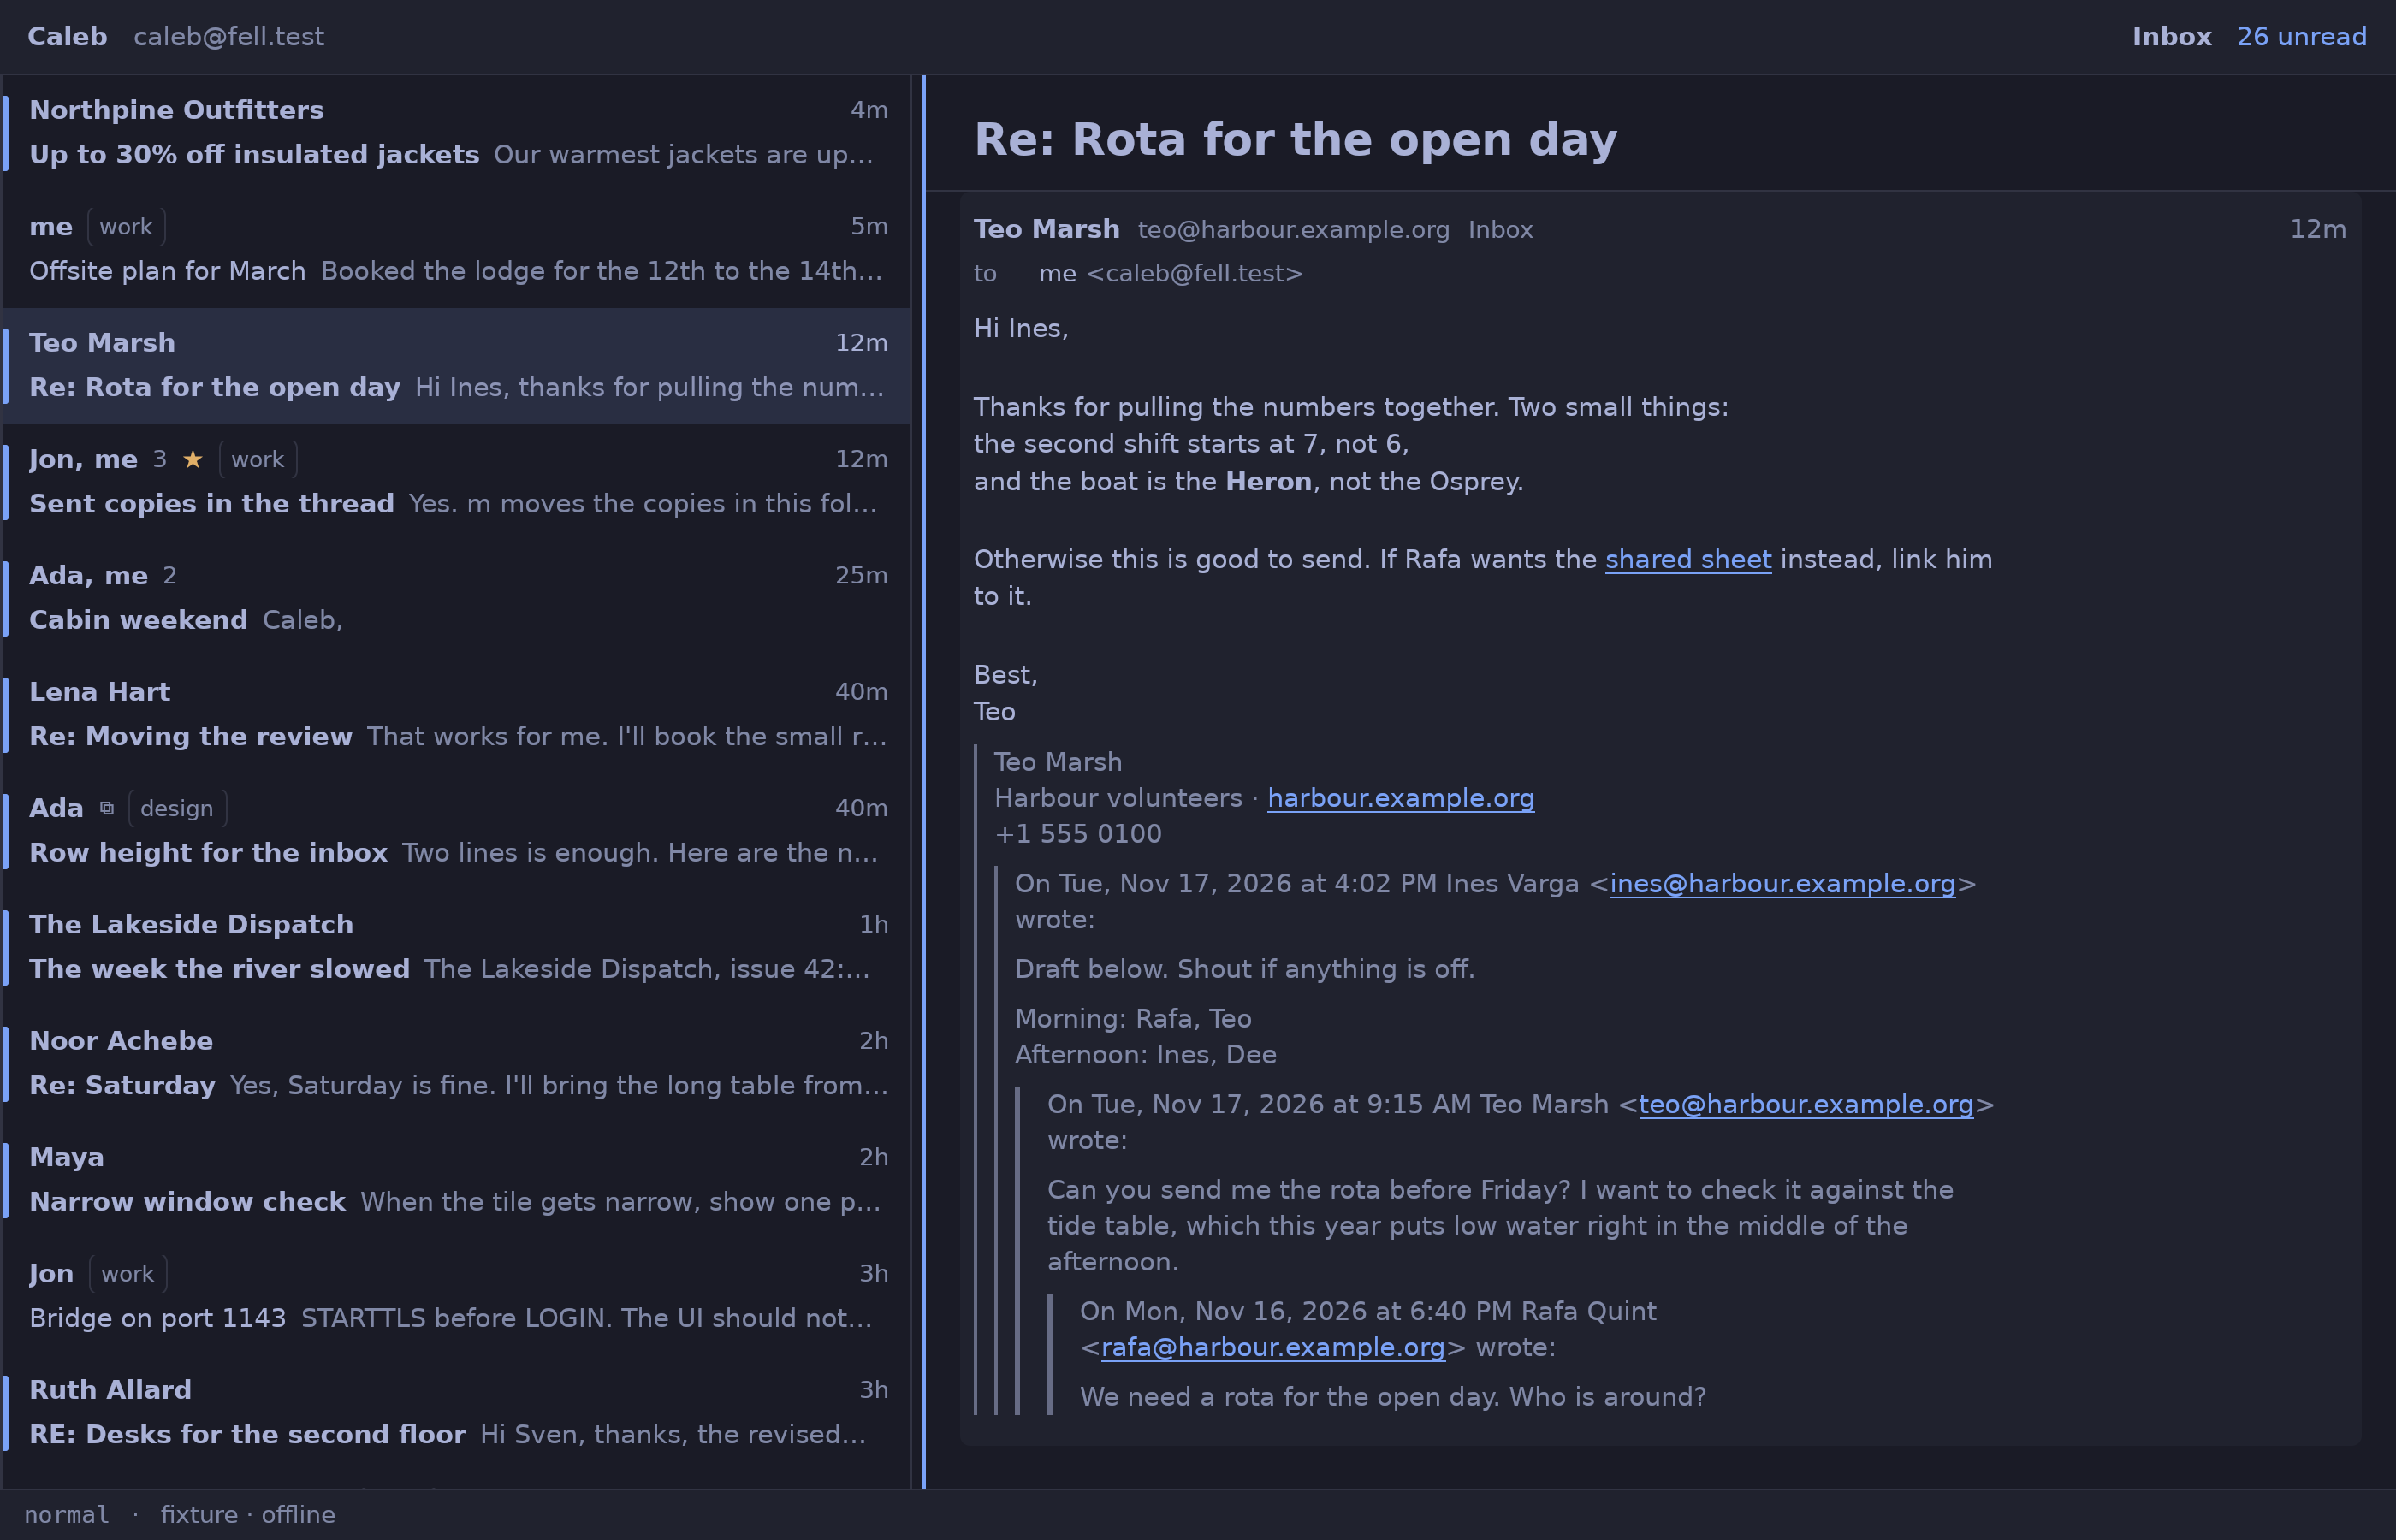 Caleb caleb@fell.test
Inbox 26 unread
Northpine Outfitters 4m
Up to 30% off insulated jackets Our warmest jackets are up…
me work 5m
Offsite plan for March Booked the lodge for the 12th to the 14th…
Teo Marsh 12m
Re: Rota for the open day Hi Ines, thanks for pulling the num…
Jon, me 3 ★ work 12m
Sent copies in the thread Yes. m moves the copies in this fol…
Ada, me 2 25m
Cabin weekend Caleb,
Lena Hart 40m
Re: Moving the review That works for me. I'll book the small r…
Ada ⧉ design 40m
Row height for the inbox Two lines is enough. Here are the n…
The Lakeside Dispatch 1h
The week the river slowed The Lakeside Dispatch, issue 42:…
Noor Achebe 2h
Re: Saturday Yes, Saturday is fine. I'll bring the long table from…
Maya 2h
Narrow window check When the tile gets narrow, show one p…
Jon work 3h
Bridge on port 1143 STARTTLS before LOGIN. The UI should not…
Ruth Allard 3h
RE: Desks for the second floor Hi Sven, thanks, the revised…
Re: Rota for the open day
Teo Marsh teo@harbour.example.org Inbox 12m
to me <caleb@fell.test>
Hi Ines,
Thanks for pulling the numbers together. Two small things:
the second shift starts at 7, not 6,
and the boat is the Heron, not the Osprey.
Otherwise this is good to send. If Rafa wants the shared sheet instead, link him
to it.
Best,
Teo
Teo Marsh
Harbour volunteers · harbour.example.org
+1 555 0100
On Tue, Nov 17, 2026 at 4:02 PM Ines Varga <ines@harbour.example.org>
wrote:
Draft below. Shout if anything is off.
Morning: Rafa, Teo
Afternoon: Ines, Dee
On Tue, Nov 17, 2026 at 9:15 AM Teo Marsh <teo@harbour.example.org>
wrote:
Can you send me the rota before Friday? I want to check it against the
tide table, which this year puts low water right in the middle of the
afternoon.
On Mon, Nov 16, 2026 at 6:40 PM Rafa Quint
<rafa@harbour.example.org> wrote:
We need a rota for the open day. Who is around?
normal · fixture · offline